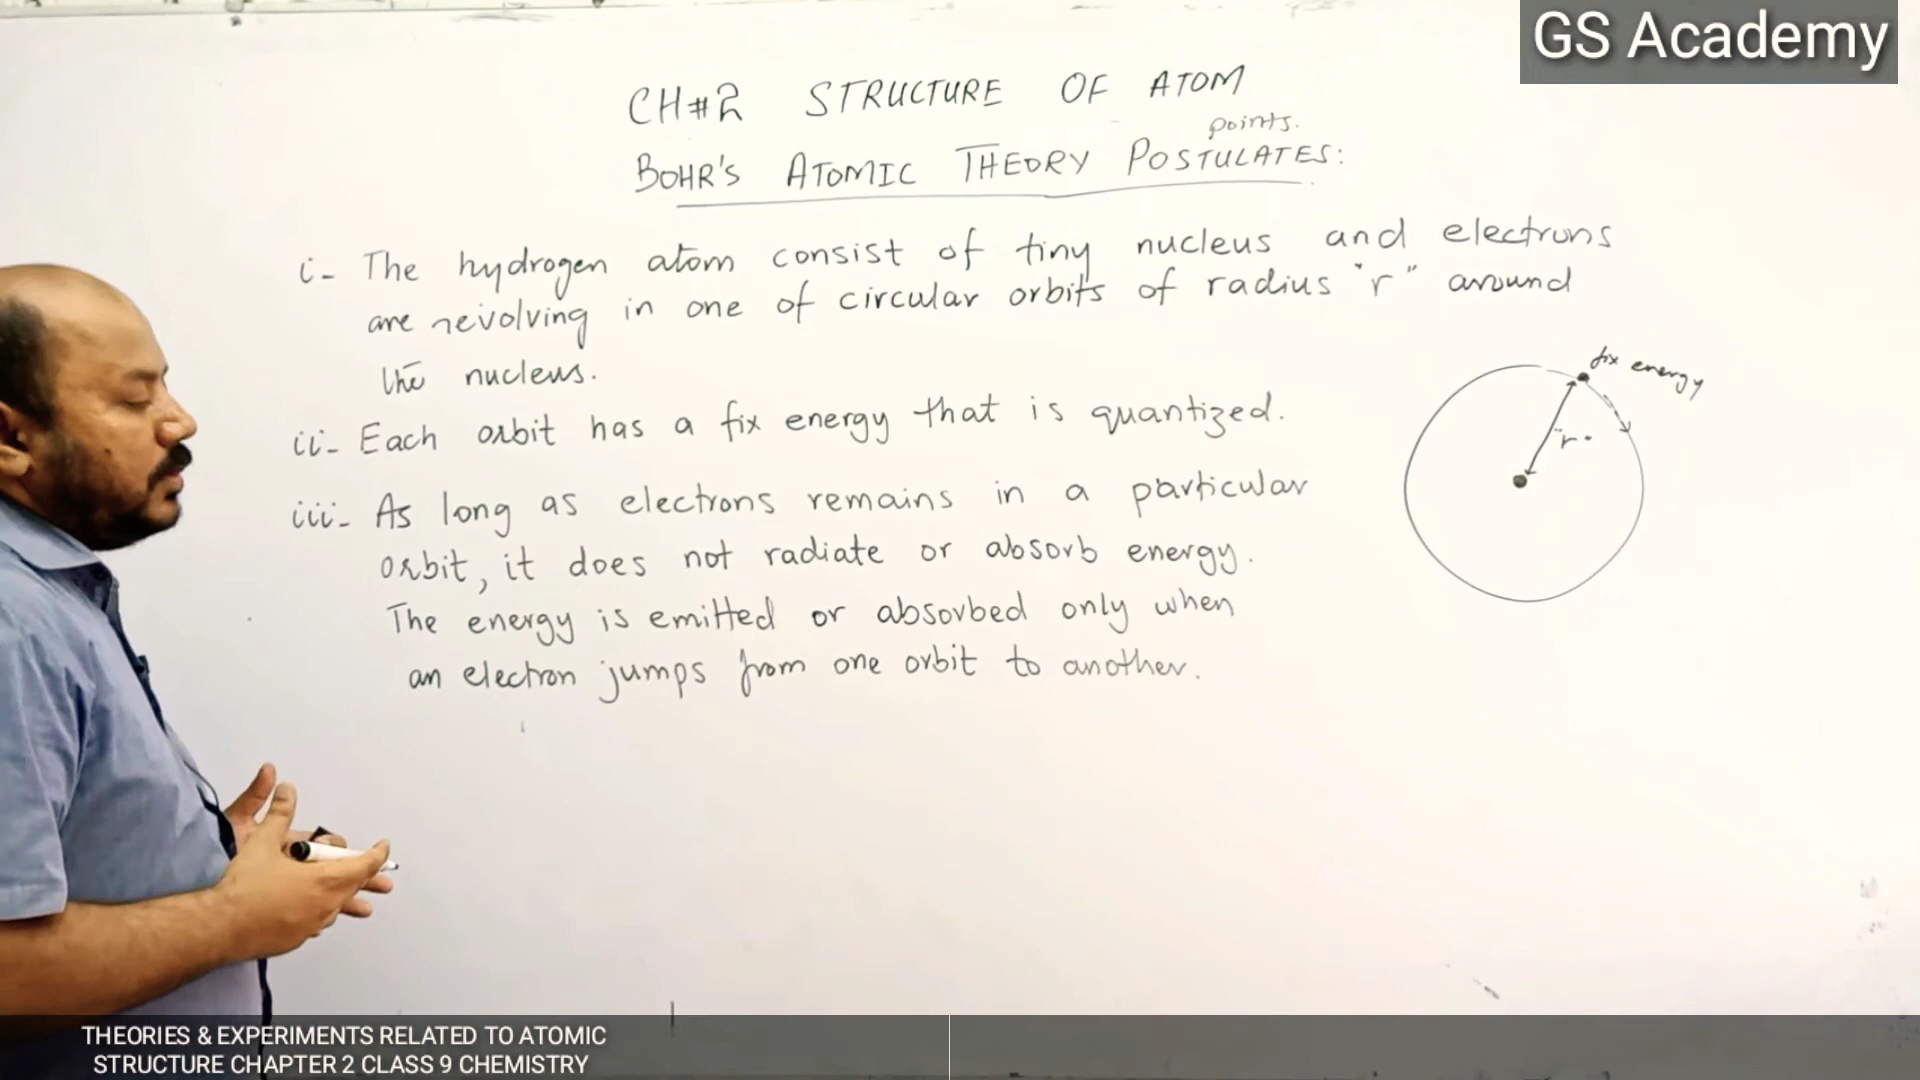 GS Academy
CH#2 STRUCTURE OF ATOM
points.
BOHR'S ATOMIC THEORY POSTULATES:
i- The hydrogen atom consist of tiny nucleus and electrons
are revolving in one of circular orbits of radius "r" around
the nucleus.
fix energy
"r"
ii- Each orbit has a fix energy that is quantized.
iii- As long as electrons remains in a particular
orbit, it does not radiate or absorb energy.
The energy is emitted or absorbed only when
an electron jumps from one orbit to another.
THEORIES & EXPERIMENTS RELATED TO ATOMIC
STRUCTURE CHAPTER 2 CLASS 9 CHEMISTRY